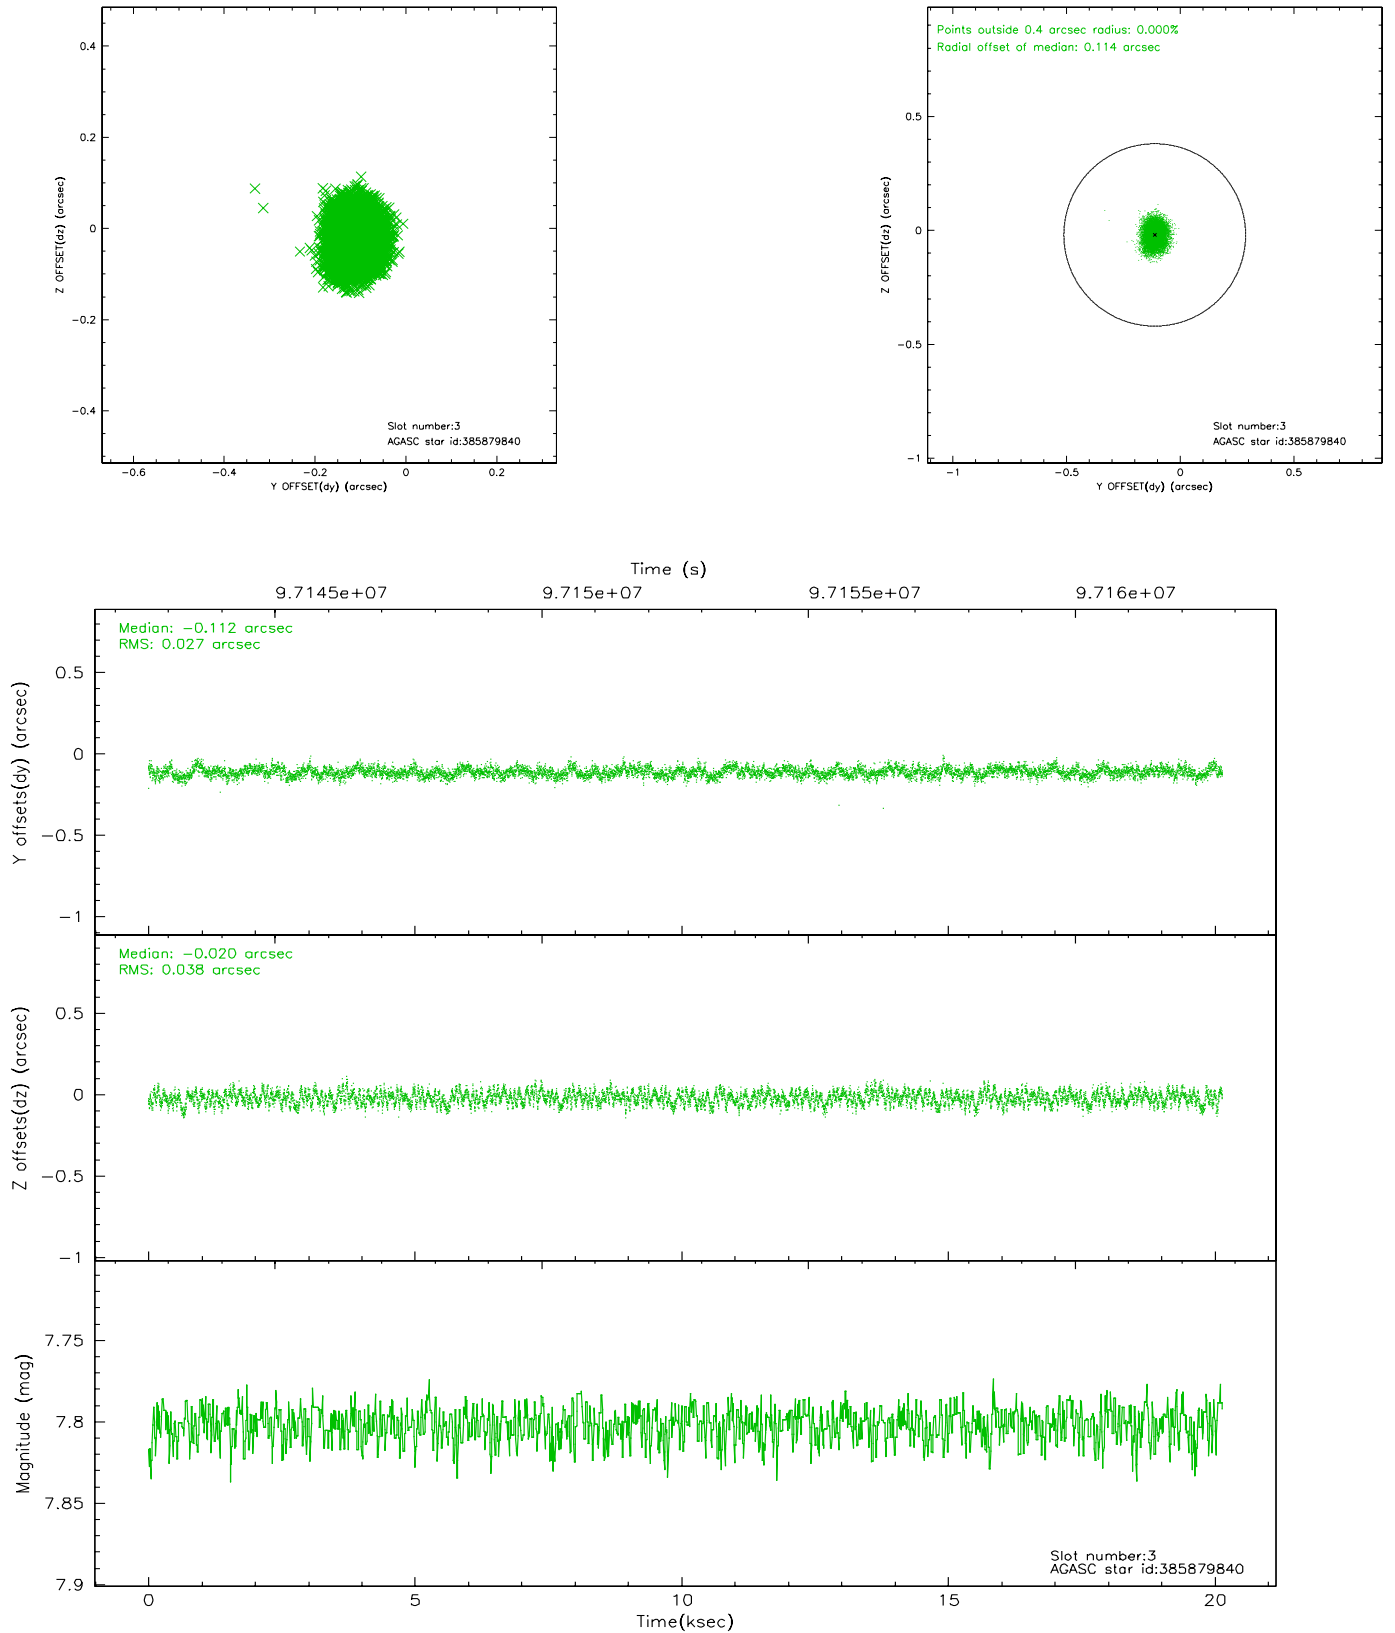 0.4
0.2
0
−0.2
−0.4
Z OFFSET(dz) (arcsec)
Slot number:3
AGASC star id:385879840
−0.6 −0.4 −0.2 0 0.2
Y OFFSET(dy) (arcsec)
Points outside 0.4 arcsec radius: 0.000%
Radial offset of median: 0.114 arcsec
0.5
0
−0.5
−1
Z OFFSET(dz) (arcsec)
Slot number:3
AGASC star id:385879840
−1 −0.5 0 0.5
Y OFFSET(dy) (arcsec)
Time (s)
9.7145e+07 9.715e+07 9.7155e+07 9.716e+07
Median: −0.112 arcsec
RMS: 0.027 arcsec
0.5
0
−0.5
−1
Y offsets(dy) (arcsec)
Median: −0.020 arcsec
RMS: 0.038 arcsec
0.5
0
−0.5
−1
Z offsets(dz) (arcsec)
7.75
7.8
7.85
7.9
Magnitude (mag)
Slot number:3
AGASC star id:385879840
0 5 10 15 20
Time(ksec)